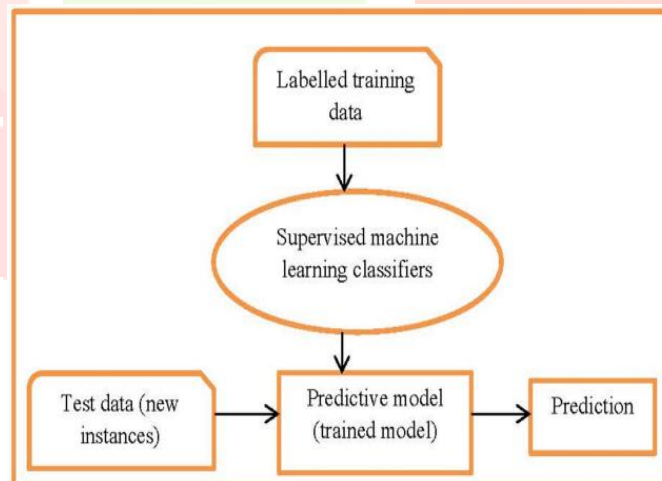 Labelled training
data
Supervised machine
learning classifiers
Test data (new
instances)
Predictive model
(trained model)
Prediction